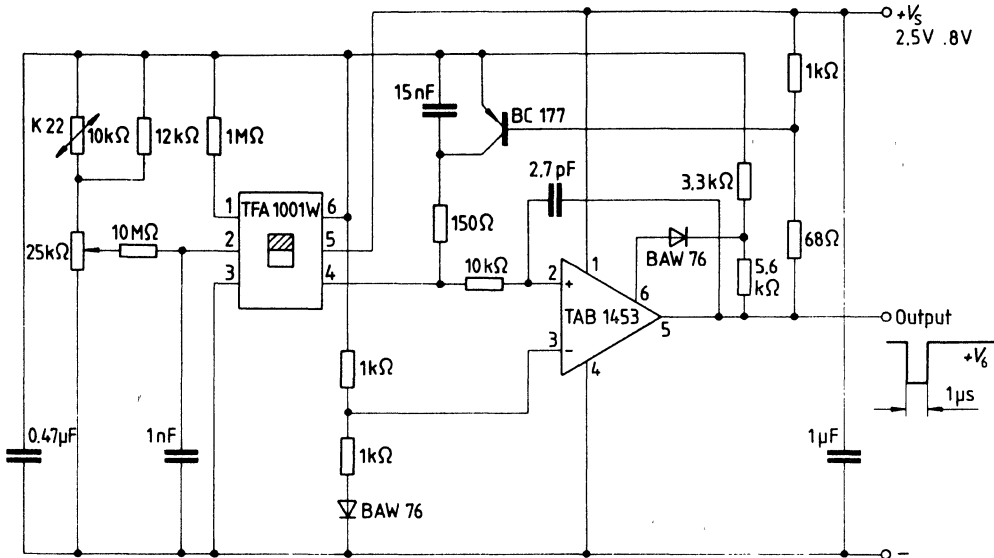 +Vs
2,5V .8V
1kΩ
15nF
BC 177
K 22
10kΩ
12kΩ
1MΩ
2,7pF
3,3kΩ
1
TFA 1001W
6
150Ω
10MΩ
2
5
25kΩ
68Ω
BAW 76
10kΩ
3
4
2
+
1
6
5,6
kΩ
TAB 1453
5
Output
3
−
4
+V6
1kΩ
1µs
0.47µF
1nF
1kΩ
1µF
BAW 76
−